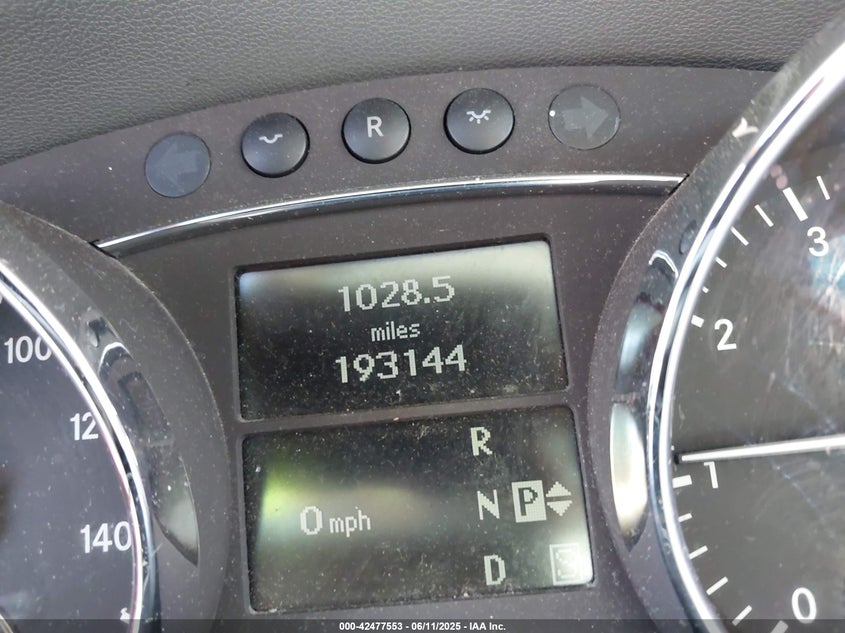 R
1028.5
miles
193144
R
0 mph
N P
D S
100
12
140
3
2
1
0
000-42477553 - 06/11/2025 - IAA Inc.